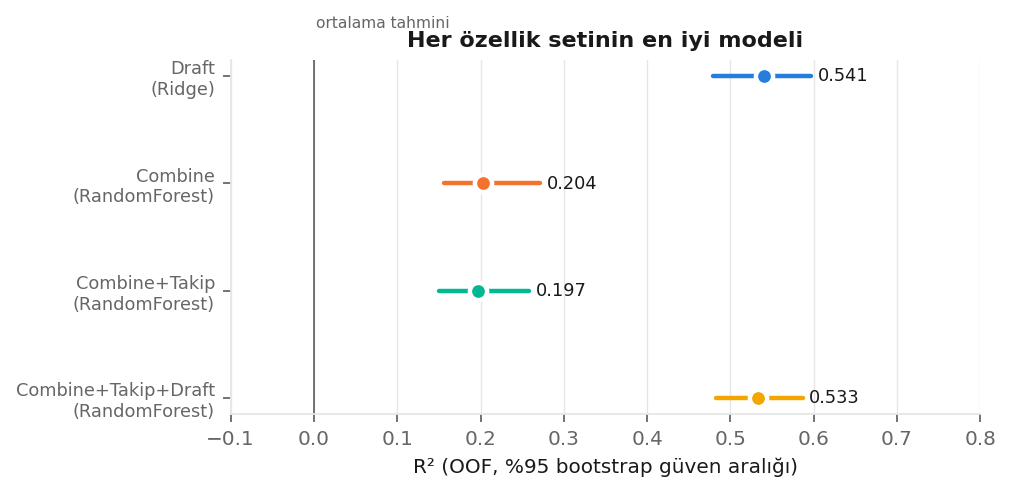 ortalama tahmini
Her özellik setinin en iyi modeli
Draft
(Ridge)
0.541
Combine
(RandomForest)
0.204
Combine+Takip
(RandomForest)
0.197
Combine+Takip+Draft
(RandomForest)
0.533
−0.1 0.0 0.1 0.2 0.3 0.4 0.5 0.6 0.7 0.8
R² (OOF, %95 bootstrap güven aralığı)